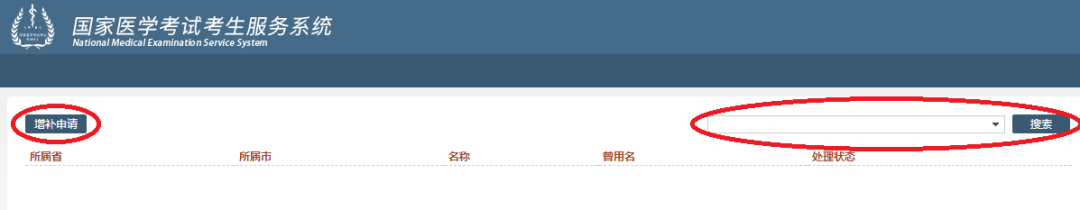 国家医学考试考生服务系统
National Medical Examination Service System
增补申请
搜索
所属省 所属市 名称 曾用名 处理状态